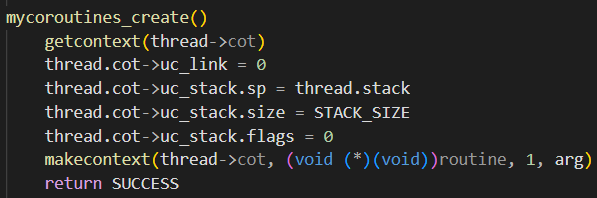 mycoroutines_create()
getcontext(thread->cot)
thread.cot->uc_link = 0
thread.cot->uc_stack.sp = thread.stack
thread.cot->uc_stack.size = STACK_SIZE
thread.cot->uc_stack.flags = 0
makecontext(thread->cot, (void (*)(void))routine, 1, arg)
return SUCCESS